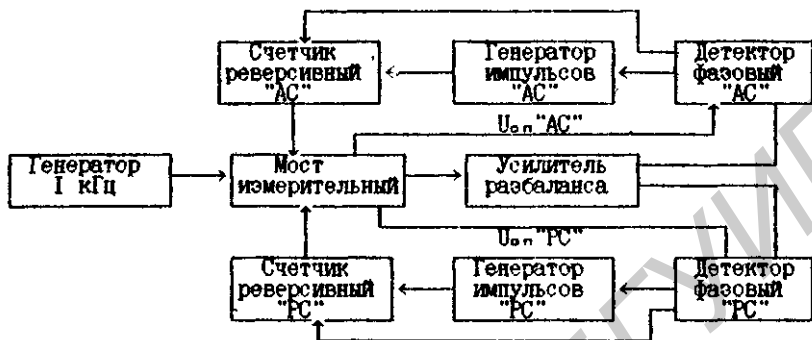 Счетчик
реверсивный
"АС"
Генератор
импульсов
"АС"
Детектор
фазовый
"АС"
Uоп "АС"
Генератор
I кГц
Мост
измерительный
Усилитель
разбаланса
Uоп "РС"
Счетчик
реверсивный
"РС"
Генератор
импульсов
"РС"
Детектор
фазовый
"РС"